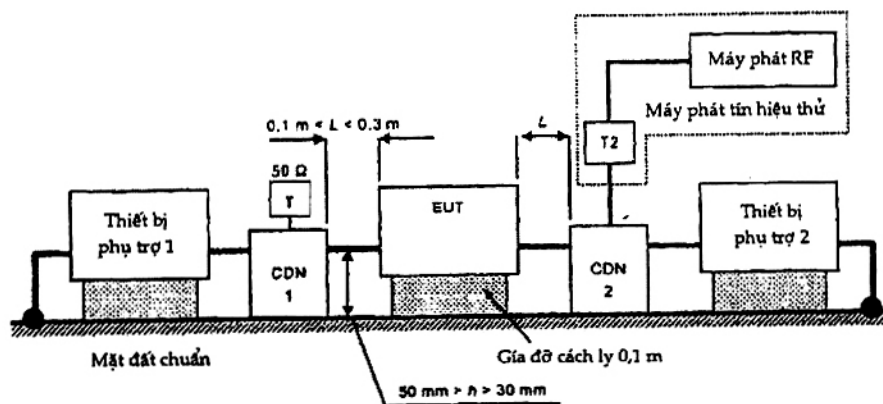 Máy phát RF
Máy phát tín hiệu thử
0.1 m < L < 0.3 m
L
T2
50 Ω
T
EUT
Thiết bị
phụ trợ 1
CDN
1
CDN
2
Thiết bị
phụ trợ 2
Mặt đất chuẩn
Gía đỡ cách ly 0,1 m
50 mm > h > 30 mm